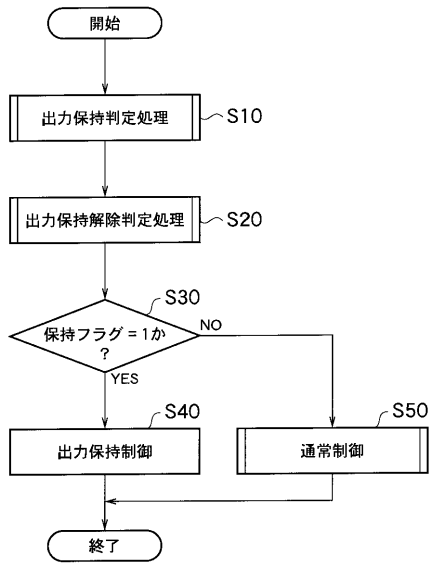 開始
出力保持判定処理
S10
出力保持解除判定処理
S20
S30
保持フラグ=1か
?
NO
YES
S40
出力保持制御
S50
通常制御
終了